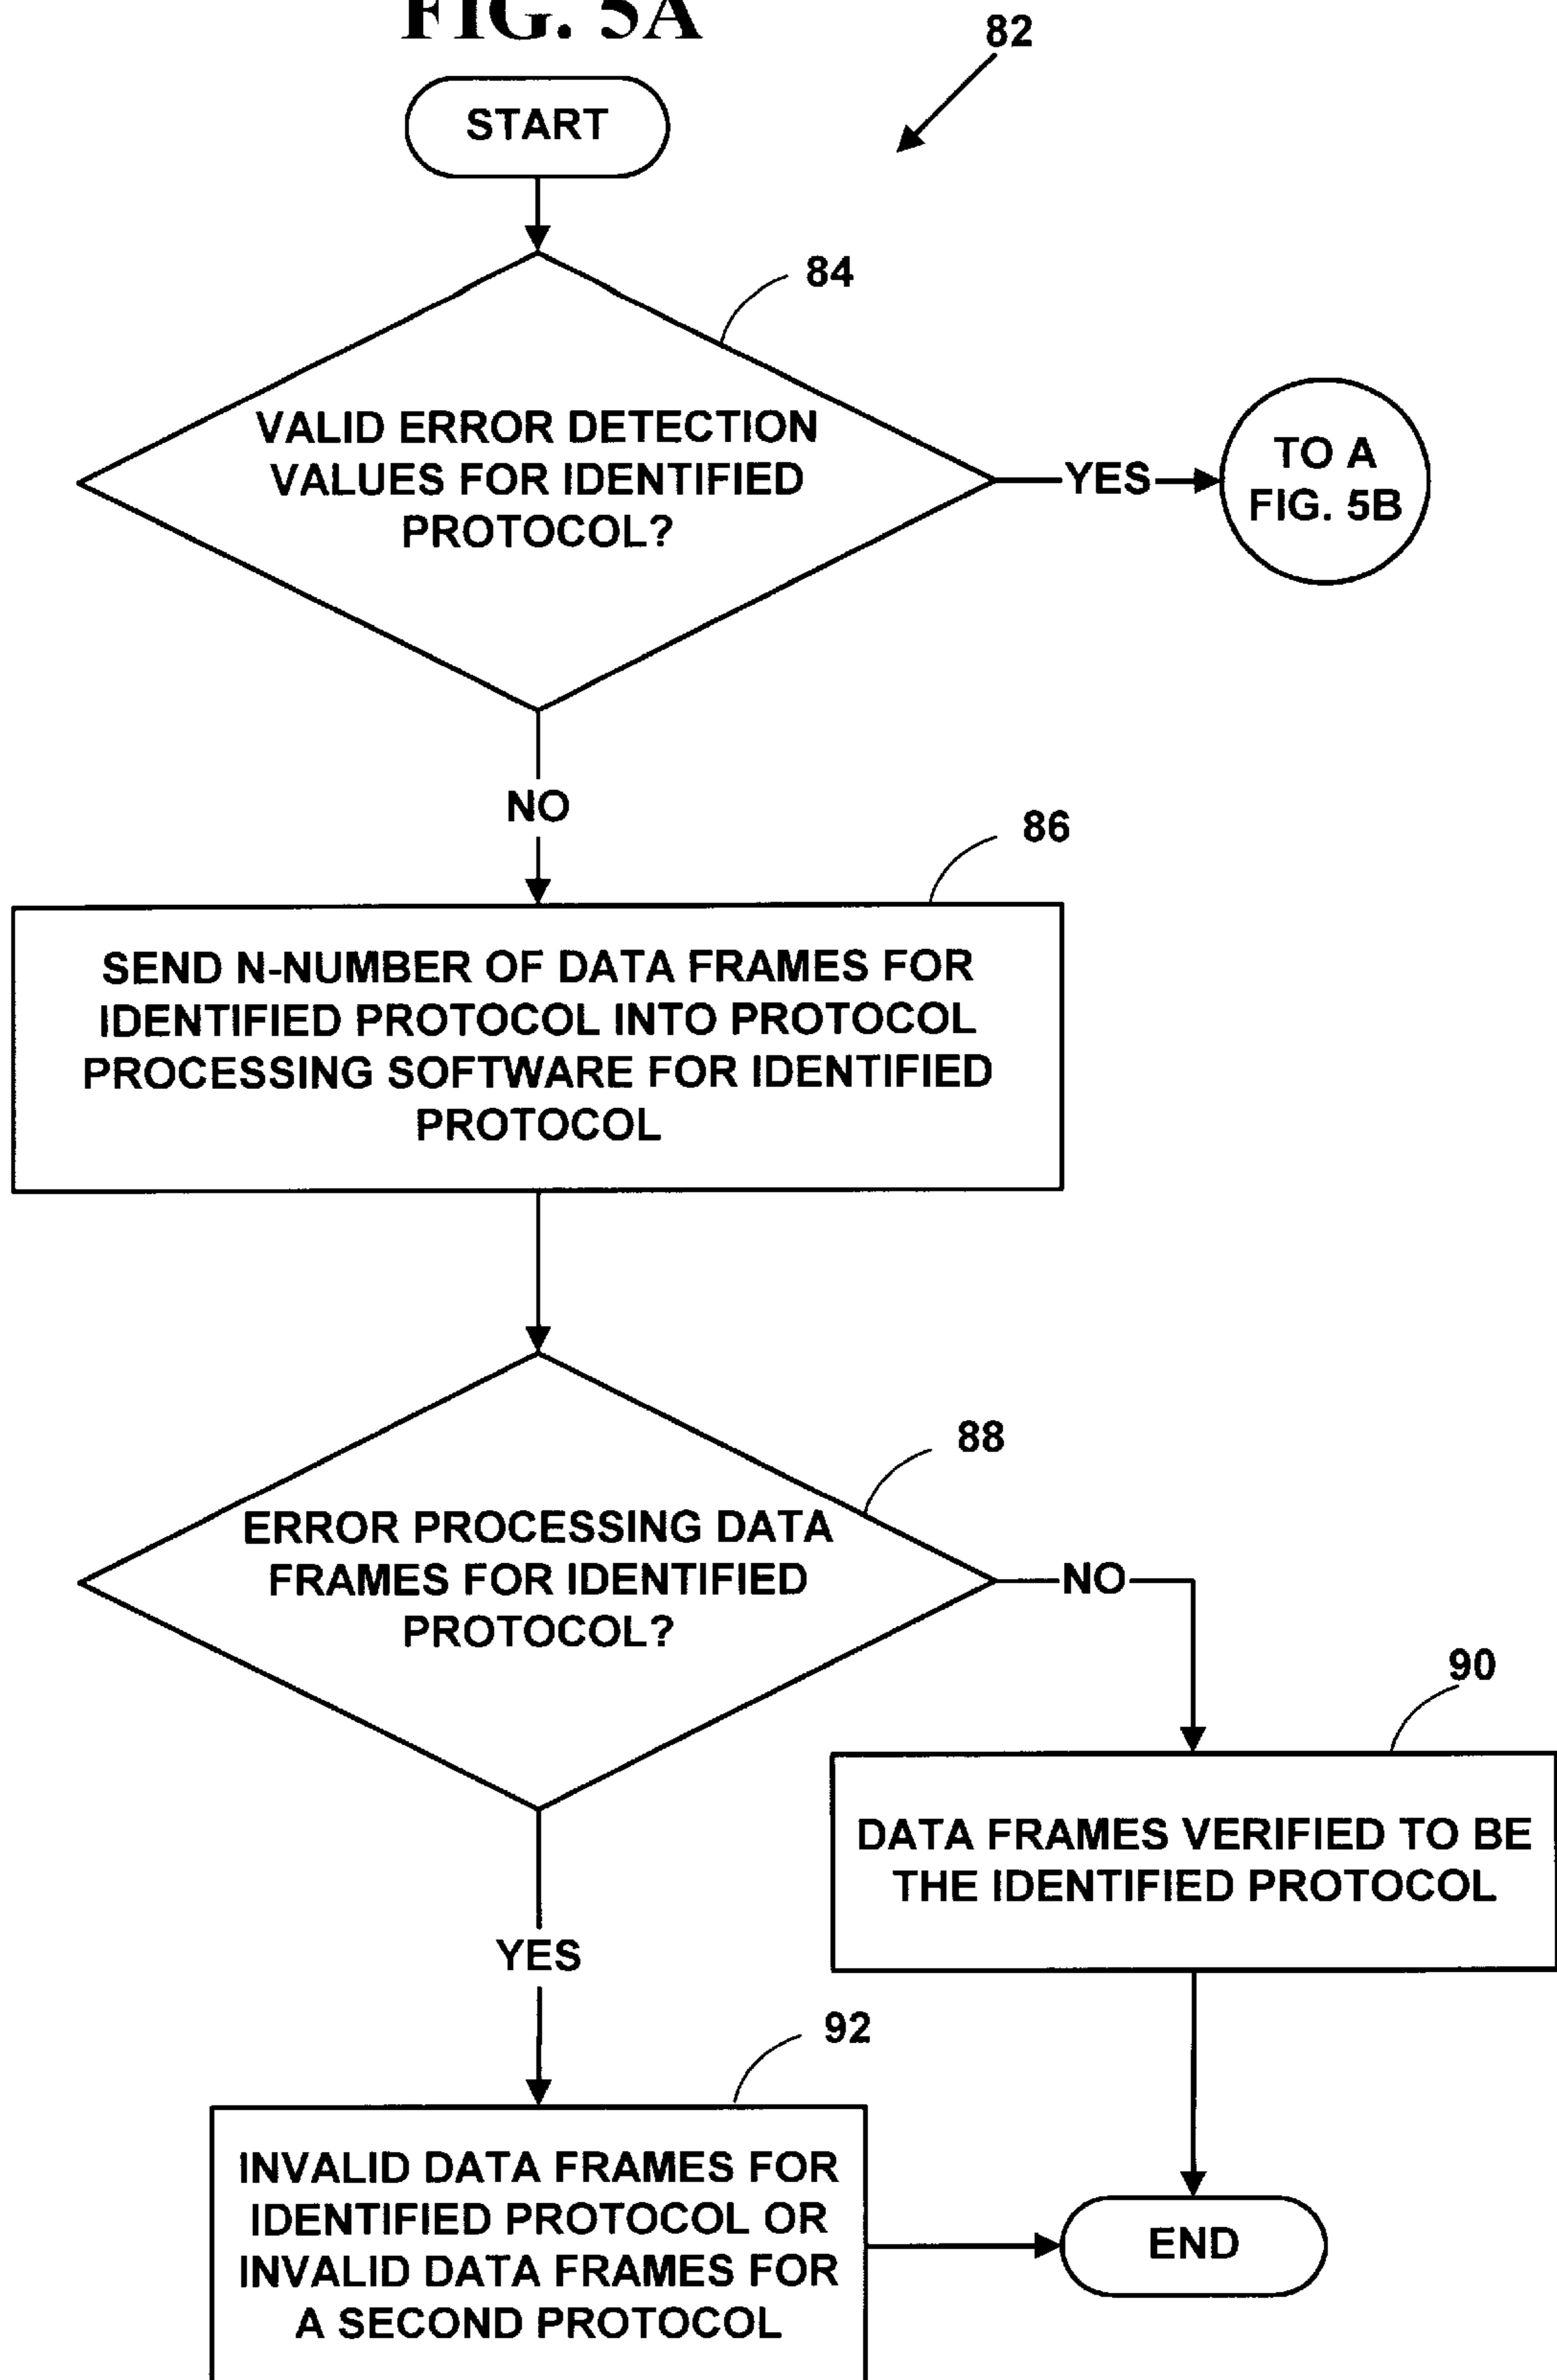 FIG. 5A
82
START
84
VALID ERROR DETECTION
VALUES FOR IDENTIFIED
PROTOCOL?
YES
TO A
FIG. 5B
NO
86
SEND N-NUMBER OF DATA FRAMES FOR
IDENTIFIED PROTOCOL INTO PROTOCOL
PROCESSING SOFTWARE FOR IDENTIFIED
PROTOCOL
88
ERROR PROCESSING DATA
FRAMES FOR IDENTIFIED
PROTOCOL?
NO
90
DATA FRAMES VERIFIED TO BE
THE IDENTIFIED PROTOCOL
YES
92
INVALID DATA FRAMES FOR
IDENTIFIED PROTOCOL OR
INVALID DATA FRAMES FOR
A SECOND PROTOCOL
END